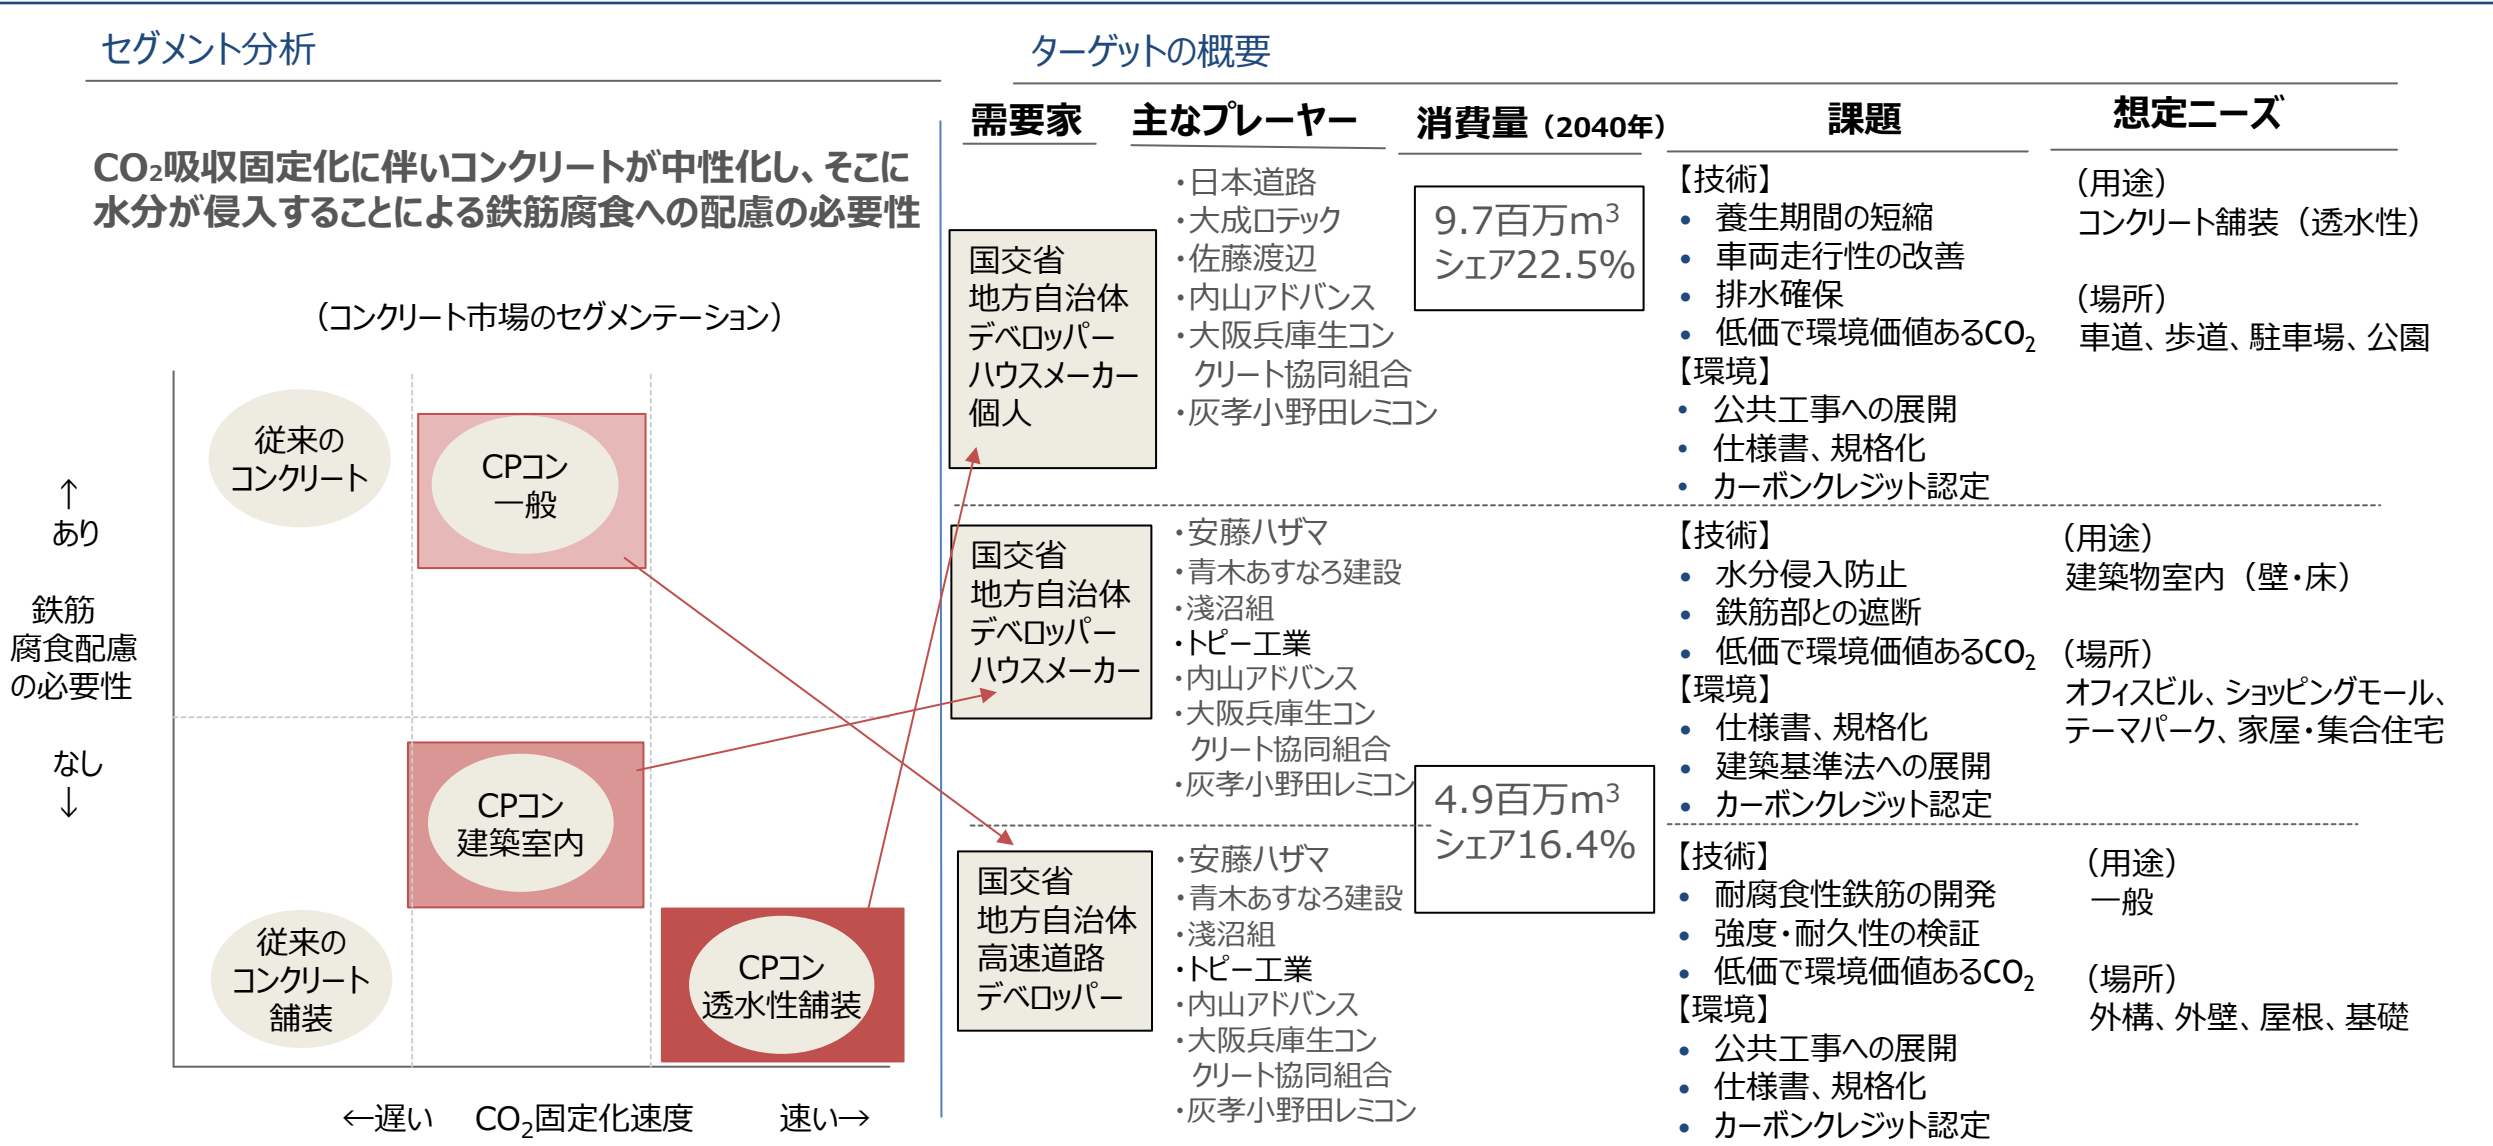 セグメント分析
CO₂吸収固定化に伴いコンクリートが中性化し、そこに
水分が侵入することによる鉄筋腐食への配慮の必要性
（コンクリート市場のセグメンテーション）
従来の
コンクリート
CPコン
一般
↑
あり
鉄筋
腐食配慮
の必要性
なし
↓
CPコン
建築室内
従来の
コンクリート
舗装
CPコン
透水性舗装
←遅い　CO₂固定化速度　速い→
ターゲットの概要
需要家
主なプレーヤー
消費量（2040年）
課題
想定ニーズ
国交省
地方自治体
デベロッパー
ハウスメーカー
個人
・日本道路
・大成ロテック
・佐藤渡辺
・内山アドバンス
・大阪兵庫生コン
クリート協同組合
・灰孝小野田レミコン
9.7百万m³
シェア22.5%
【技術】
• 養生期間の短縮
• 車両走行性の改善
• 排水確保
• 低価で環境価値あるCO₂
【環境】
• 公共工事への展開
• 仕様書、規格化
• カーボンクレジット認定
（用途）
コンクリート舗装（透水性）
（場所）
車道、歩道、駐車場、公園
国交省
地方自治体
デベロッパー
ハウスメーカー
・安藤ハザマ
・青木あすなろ建設
・淺沼組
・トピー工業
・内山アドバンス
・大阪兵庫生コン
クリート協同組合
・灰孝小野田レミコン
4.9百万m³
シェア16.4%
【技術】
• 水分侵入防止
• 鉄筋部との遮断
• 低価で環境価値あるCO₂
【環境】
• 仕様書、規格化
• 建築基準法への展開
• カーボンクレジット認定
（用途）
建築物室内（壁・床）
（場所）
オフィスビル、ショッピングモール、
テーマパーク、家屋・集合住宅
国交省
地方自治体
高速道路
デベロッパー
・安藤ハザマ
・青木あすなろ建設
・淺沼組
・トピー工業
・内山アドバンス
・大阪兵庫生コン
クリート協同組合
・灰孝小野田レミコン
【技術】
• 耐腐食性鉄筋の開発
• 強度・耐久性の検証
• 低価で環境価値あるCO₂
【環境】
• 公共工事への展開
• 仕様書、規格化
• カーボンクレジット認定
（用途）
一般
（場所）
外構、外壁、屋根、基礎